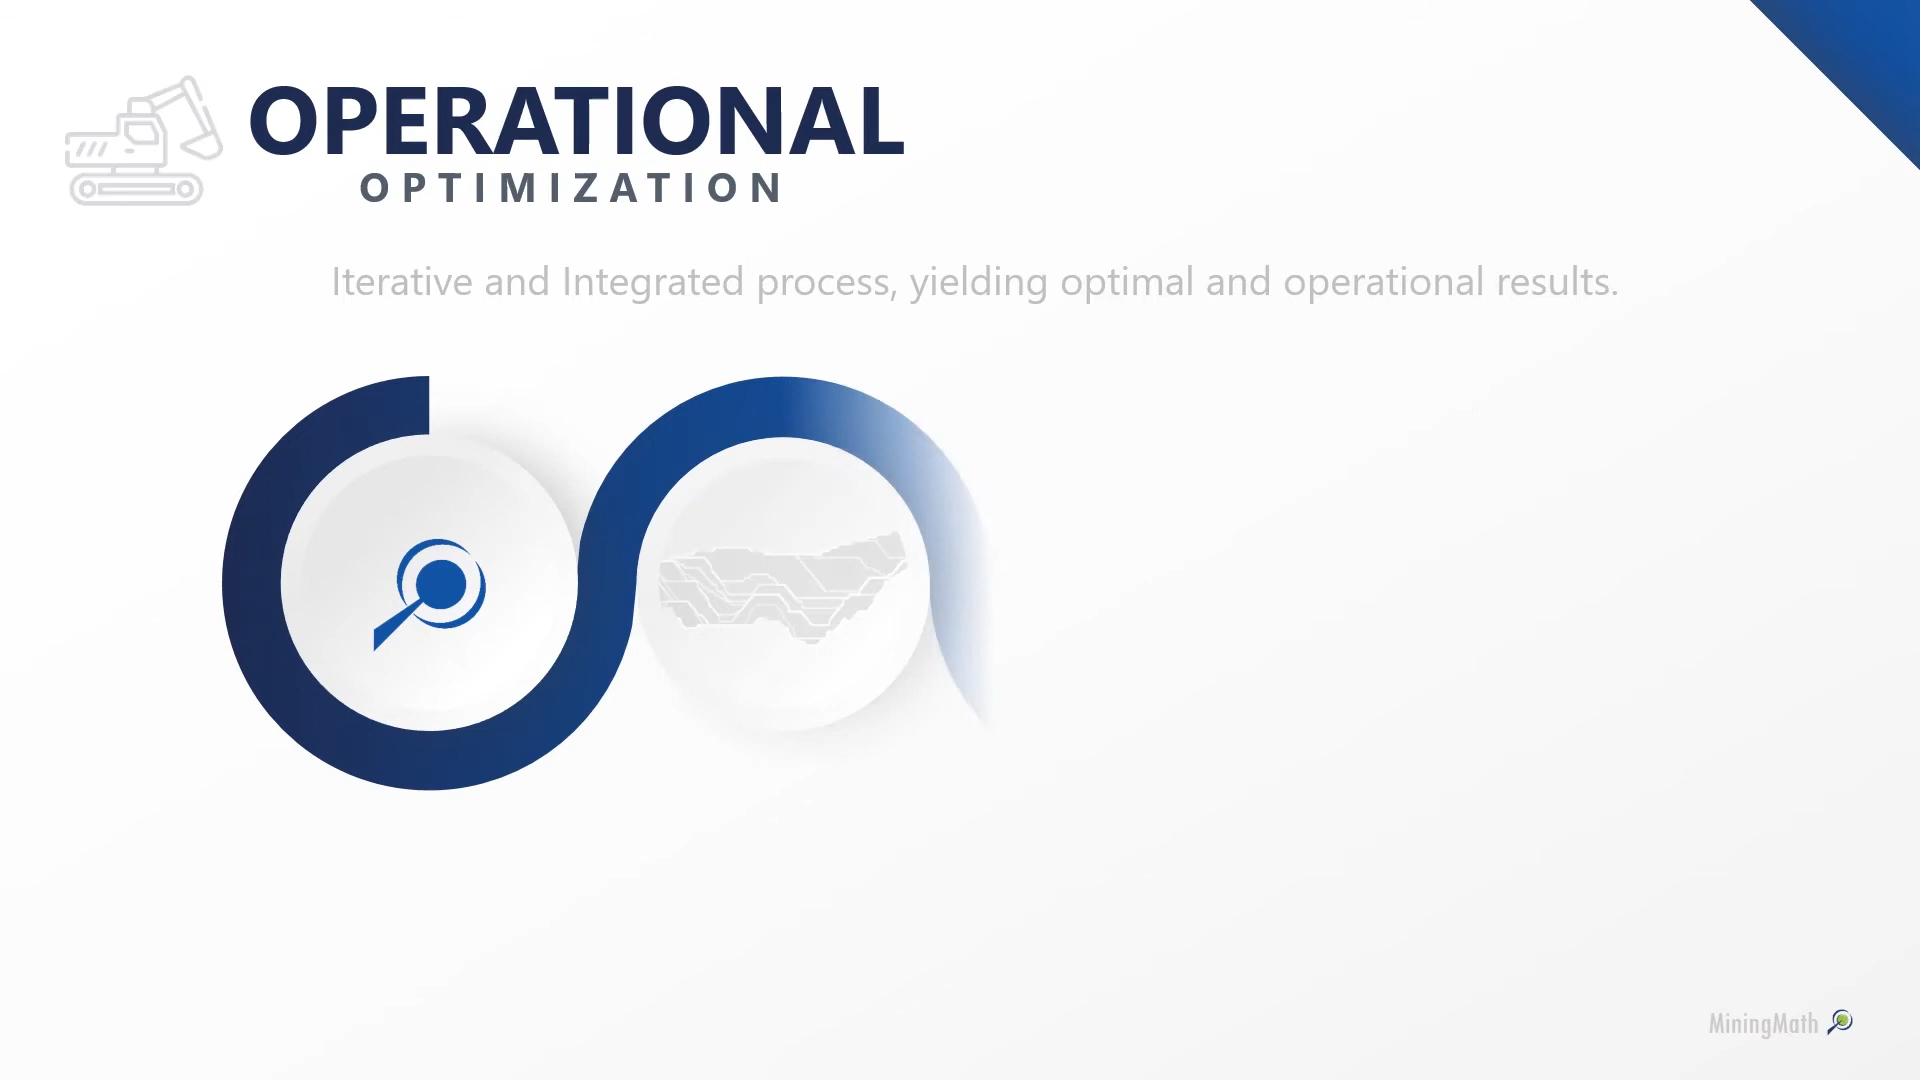 OPERATIONAL
OPTIMIZATION
Iterative and Integrated process, yielding optimal and operational results.
MiningMath